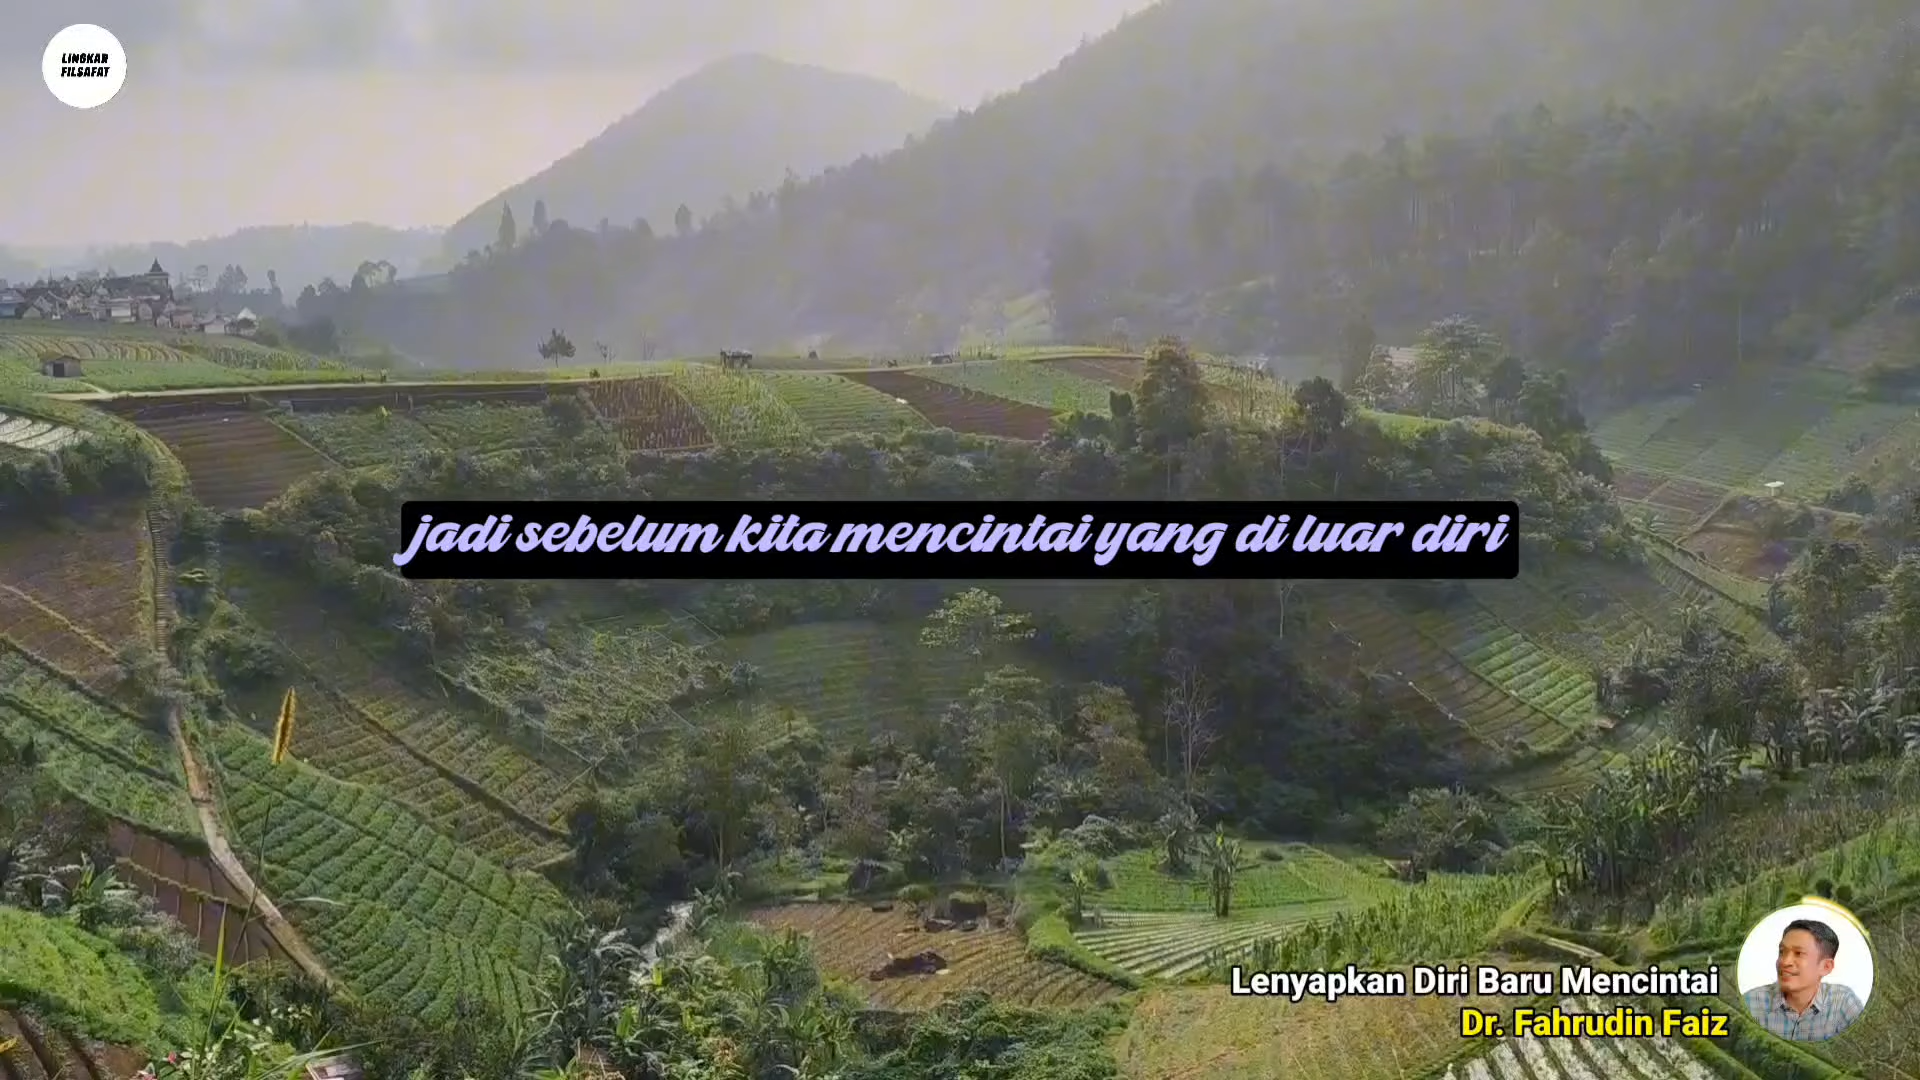 LINGKAR
FILSAFAT
jadi sebelum kita mencintai yang di luar diri
Lenyapkan Diri Baru Mencintai
Dr. Fahrudin Faiz